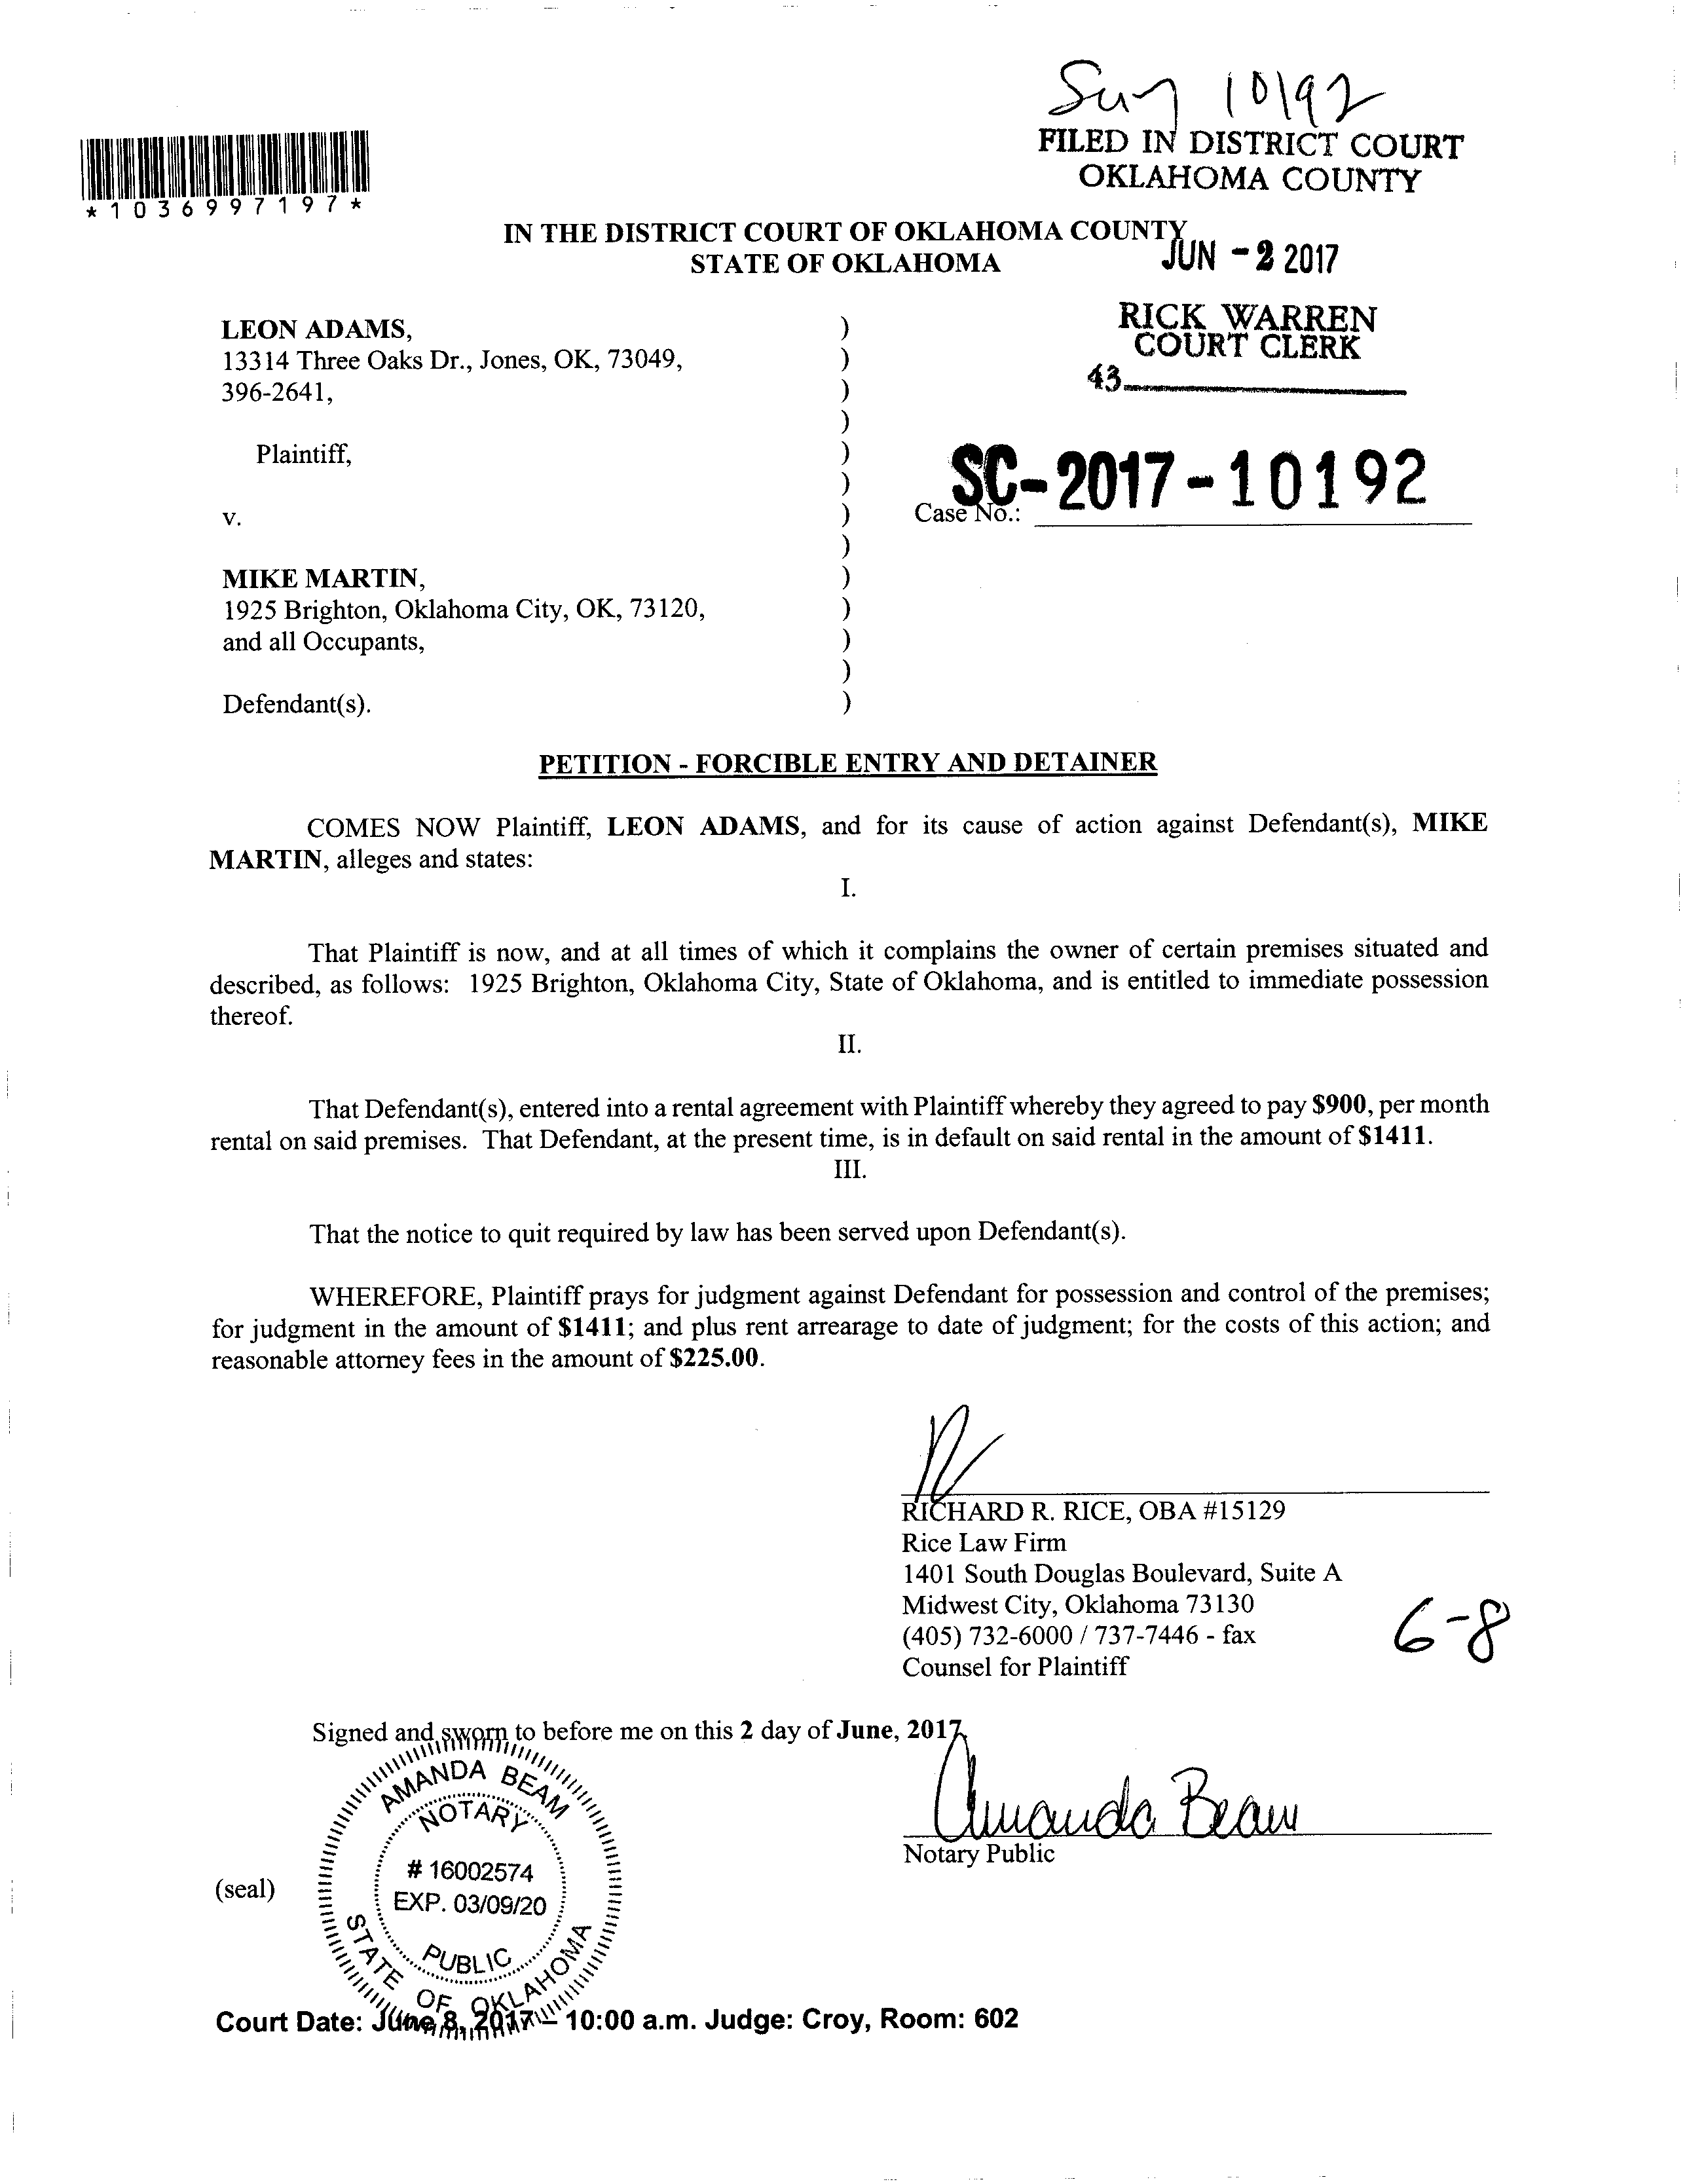 Sum 10192
FILED IN DISTRICT COURT
OKLAHOMA COUNTY
*1036997197*
IN THE DISTRICT COURT OF OKLAHOMA COUNTY
STATE OF OKLAHOMA
JUN - 2 2017
RICK WARREN
COURT CLERK
43
LEON ADAMS, )
13314 Three Oaks Dr., Jones, OK, 73049, )
396-2641, )
)
Plaintiff, )
)
v. ) Case No.: SC-2017-10192
)
MIKE MARTIN, )
1925 Brighton, Oklahoma City, OK, 73120, )
and all Occupants, )
)
Defendant(s). )
PETITION - FORCIBLE ENTRY AND DETAINER
COMES NOW Plaintiff, LEON ADAMS, and for its cause of action against Defendant(s), MIKE
MARTIN, alleges and states:
I.
That Plaintiff is now, and at all times of which it complains the owner of certain premises situated and
described, as follows: 1925 Brighton, Oklahoma City, State of Oklahoma, and is entitled to immediate possession
thereof.
II.
That Defendant(s), entered into a rental agreement with Plaintiff whereby they agreed to pay $900, per month
rental on said premises. That Defendant, at the present time, is in default on said rental in the amount of $1411.
III.
That the notice to quit required by law has been served upon Defendant(s).
WHEREFORE, Plaintiff prays for judgment against Defendant for possession and control of the premises;
for judgment in the amount of $1411; and plus rent arrearage to date of judgment; for the costs of this action; and
reasonable attorney fees in the amount of $225.00.
RICHARD R. RICE, OBA #15129
Rice Law Firm
1401 South Douglas Boulevard, Suite A
Midwest City, Oklahoma 73130
(405) 732-6000 / 737-7446 - fax
Counsel for Plaintiff
6-8
Signed and sworn to before me on this 2 day of June, 2017.
Amanda Beam
Notary Public
(seal)
AMANDA BEAM
NOTARY
# 16002574
EXP. 03/09/20
PUBLIC
STATE OF OKLAHOMA
Court Date: June 8, 2017 – 10:00 a.m. Judge: Croy, Room: 602